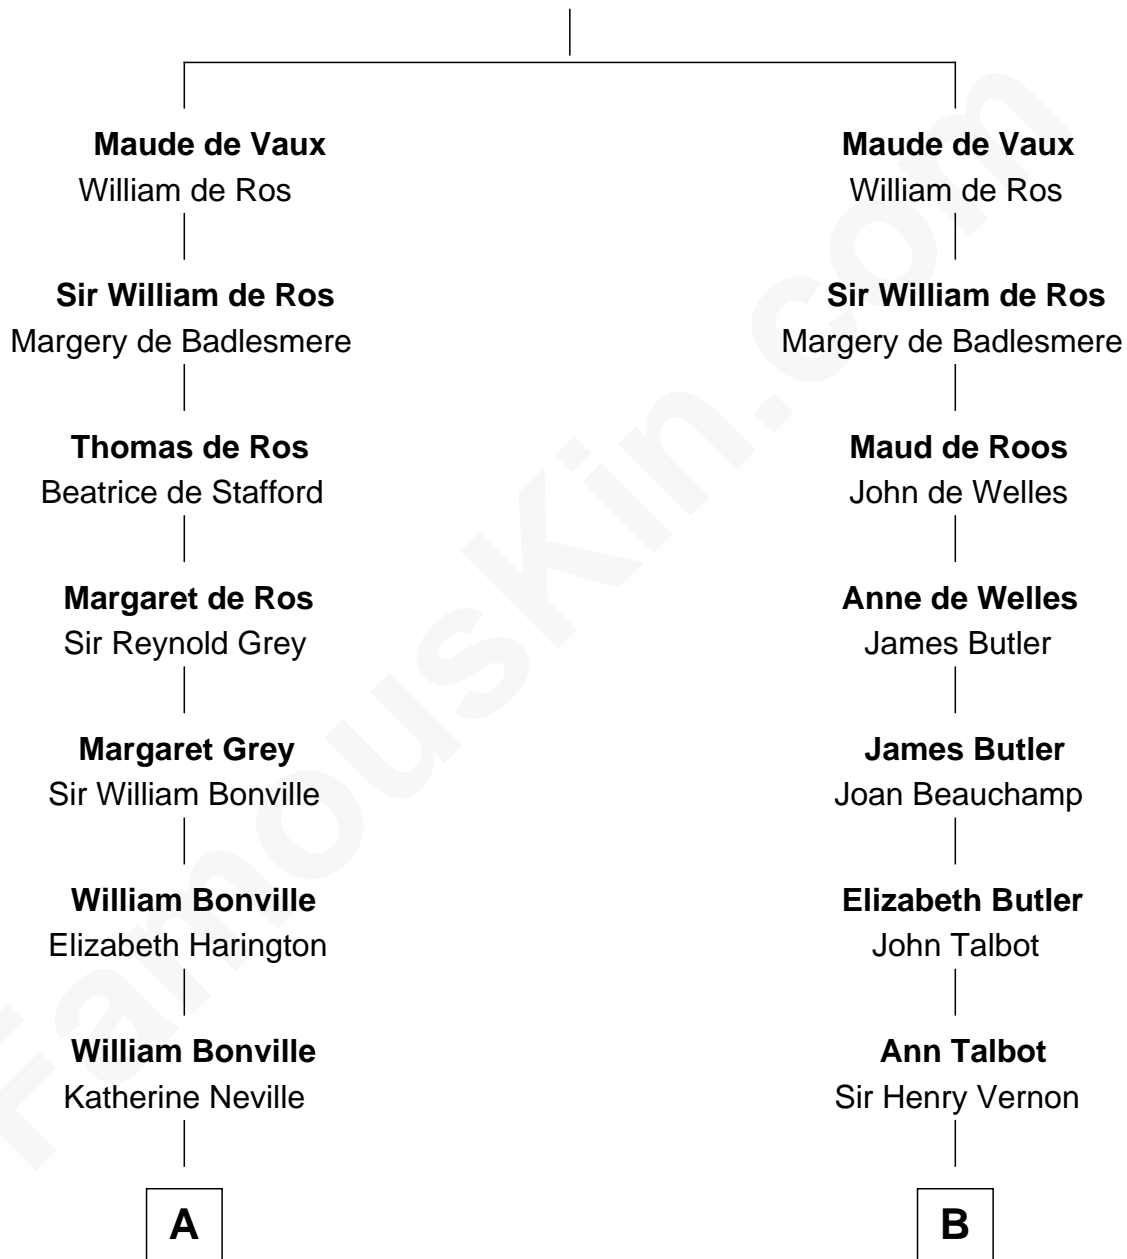 Maude de Vaux
William de Ros
Sir William de Ros
Margery de Badlesmere
Thomas de Ros
Beatrice de Stafford
Margaret de Ros
Sir Reynold Grey
Margaret Grey
Sir William Bonville
William Bonville
Elizabeth Harington
William Bonville
Katherine Neville
A
Maude de Vaux
William de Ros
Sir William de Ros
Margery de Badlesmere
Maud de Roos
John de Welles
Anne de Welles
James Butler
James Butler
Joan Beauchamp
Elizabeth Butler
John Talbot
Ann Talbot
Sir Henry Vernon
B
FamousKin.com